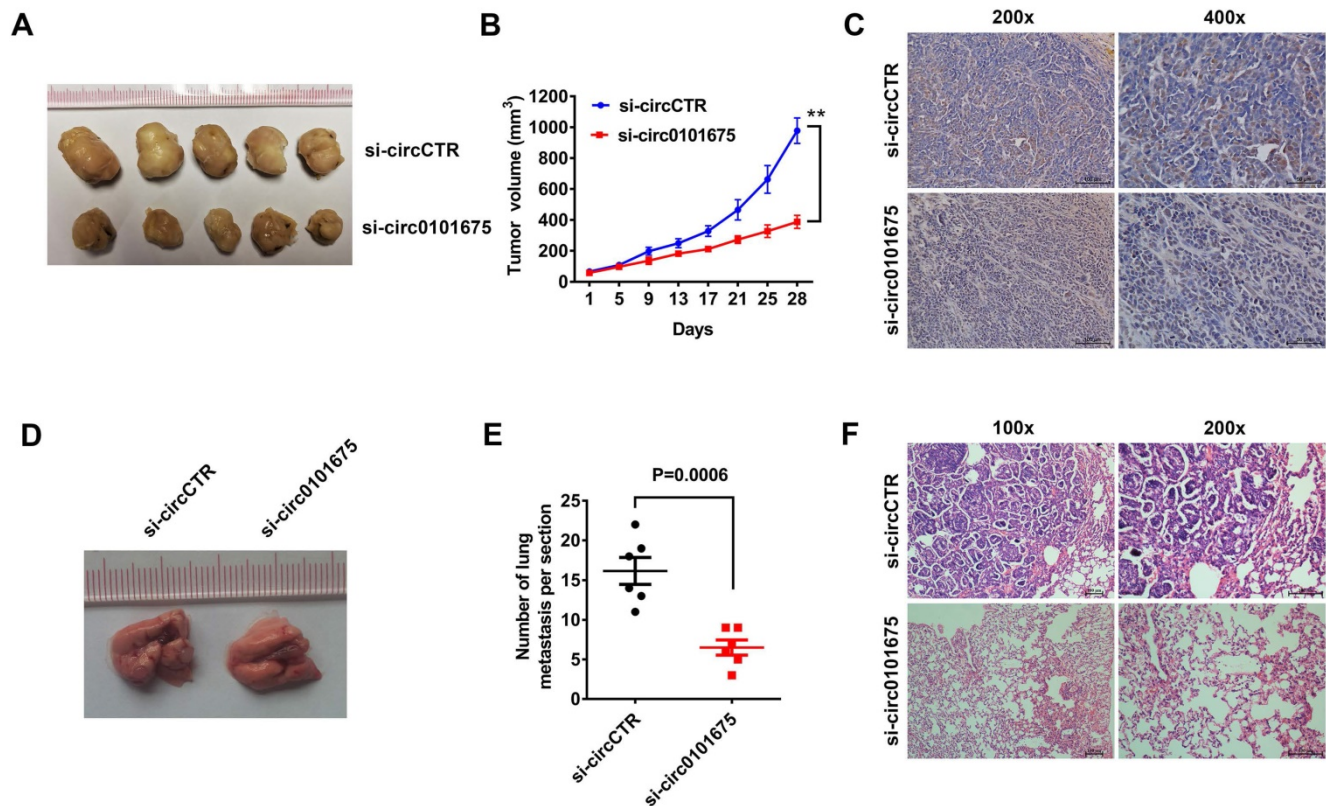 A
si-circCTR
si-circ0101675
B
Tumor volume (mm³)
1200
1000
800
600
400
200
0
si-circCTR
si-circ0101675
**
1 5 9 13 17 21 25 28
Days
C
200x 400x
si-circCTR
si-circ0101675
D
si-circCTR
si-circ0101675
E
Number of lung
metastasis per section
25
20
15
10
5
0
P=0.0006
si-circCTR
si-circ0101675
F
100x 200x
si-circCTR
si-circ0101675